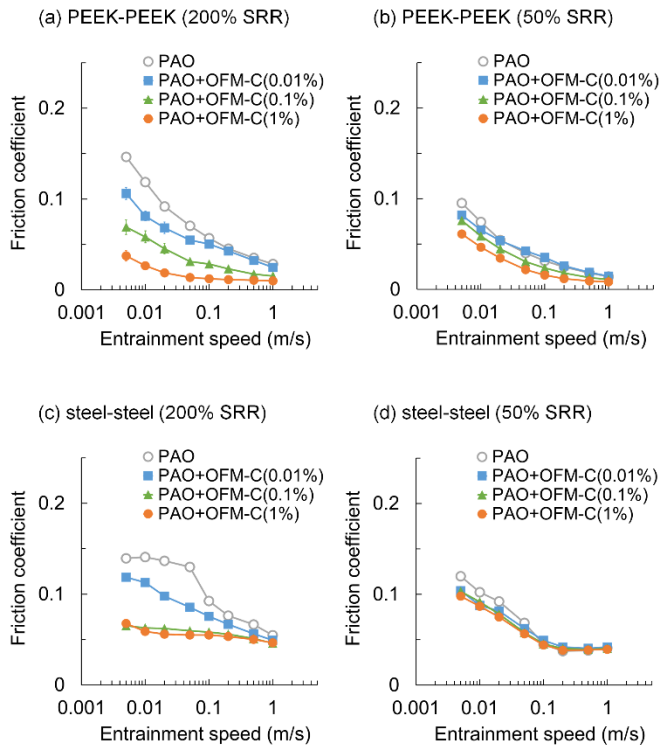 (a) PEEK-PEEK (200% SRR)
PAO
PAO+OFM-C(0.01%)
PAO+OFM-C(0.1%)
PAO+OFM-C(1%)
Friction coefficient
0.2
0.1
0
0.001 0.01 0.1 1
Entrainment speed (m/s)
(b) PEEK-PEEK (50% SRR)
PAO
PAO+OFM-C(0.01%)
PAO+OFM-C(0.1%)
PAO+OFM-C(1%)
Friction coefficient
0.2
0.1
0
0.001 0.01 0.1 1
Entrainment speed (m/s)
(c) steel-steel (200% SRR)
PAO
PAO+OFM-C(0.01%)
PAO+OFM-C(0.1%)
PAO+OFM-C(1%)
Friction coefficient
0.2
0.1
0
0.001 0.01 0.1 1
Entrainment speed (m/s)
(d) steel-steel (50% SRR)
PAO
PAO+OFM-C(0.01%)
PAO+OFM-C(0.1%)
PAO+OFM-C(1%)
Friction coefficient
0.2
0.1
0
0.001 0.01 0.1 1
Entrainment speed (m/s)